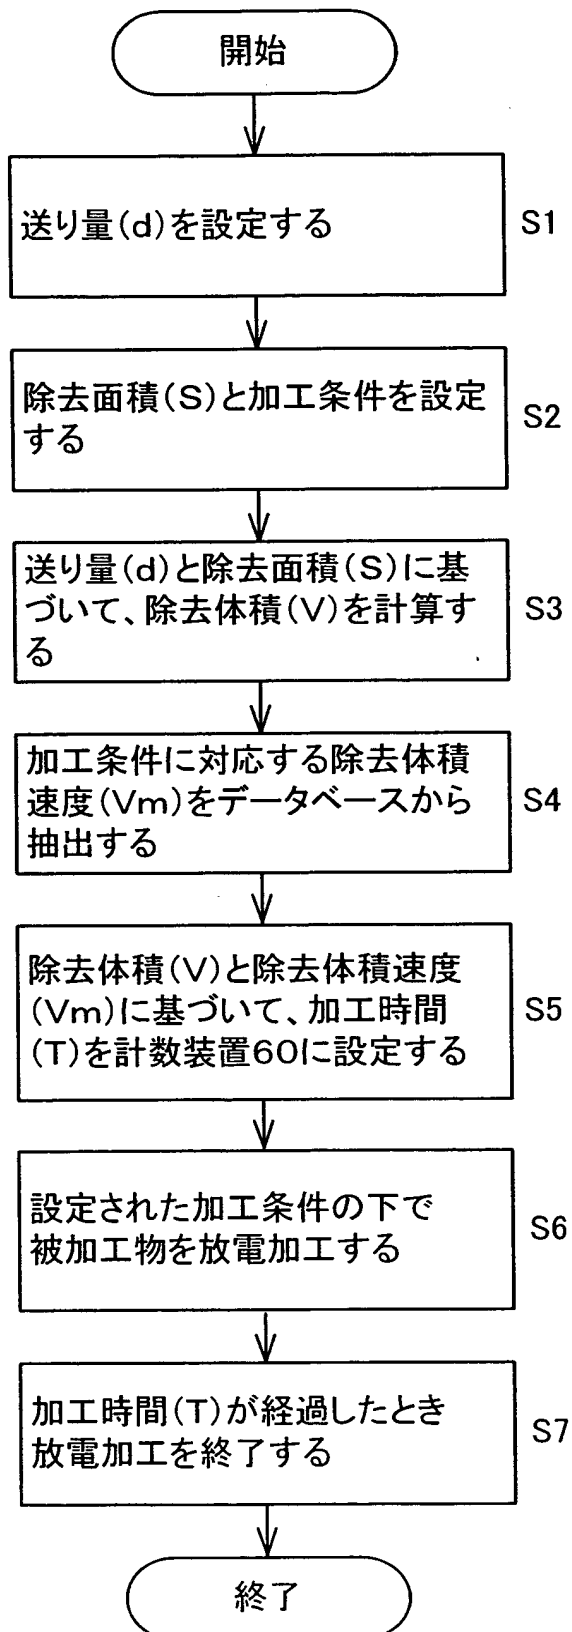 開始
送り量(d)を設定する
S1
除去面積(S)と加工条件を設定
する
S2
送り量(d)と除去面積(S)に基
づいて、除去体積(V)を計算す
る
S3
加工条件に対応する除去体積
速度(Vm)をデータベースから
抽出する
S4
除去体積(V)と除去体積速度
(Vm)に基づいて、加工時間
(T)を計数装置60に設定する
S5
設定された加工条件の下で
被加工物を放電加工する
S6
加工時間(T)が経過したとき
放電加工を終了する
S7
終了